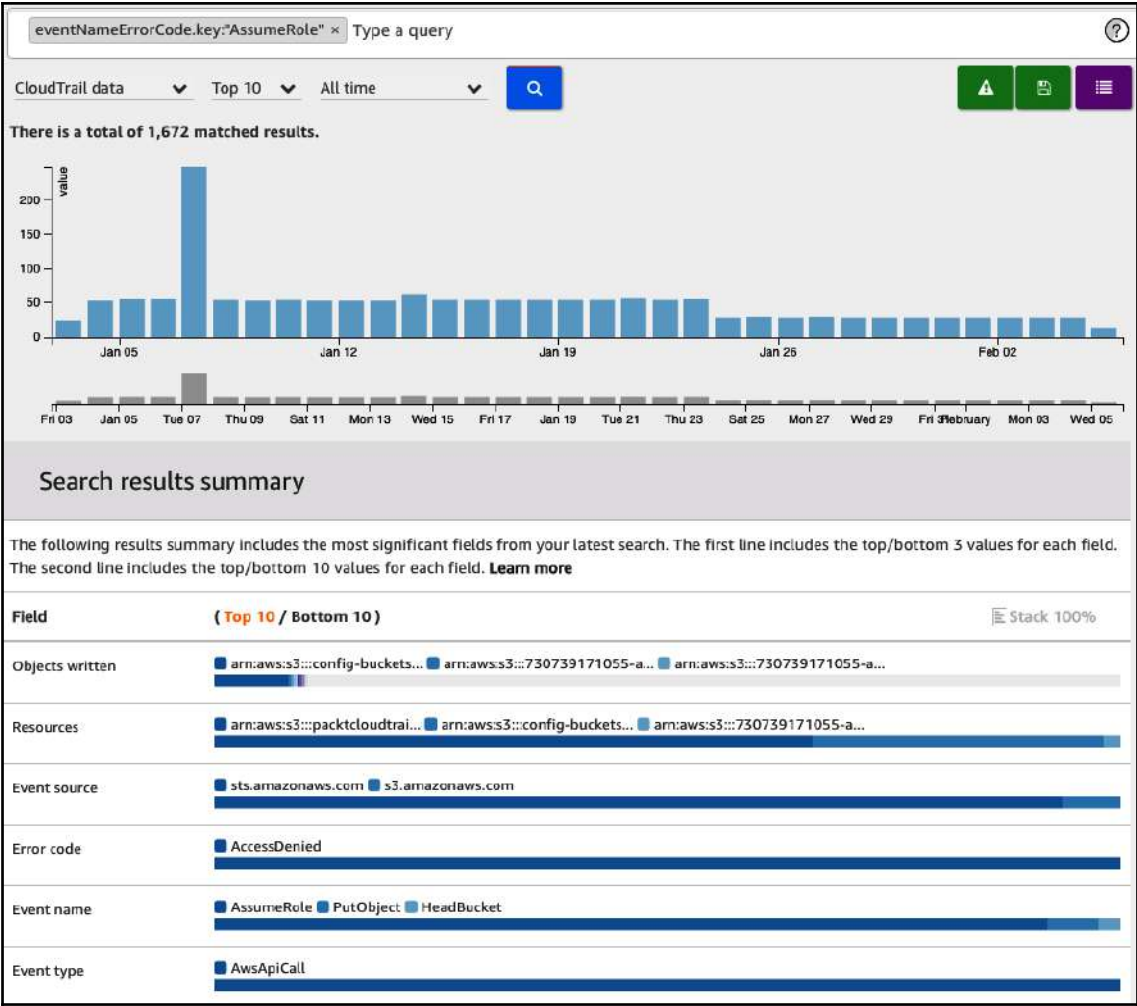 eventNameErrorCode.key:"AssumeRole" × Type a query ?
CloudTrail data Top 10 All time
There is a total of 1,672 matched results.
value
200
150
100
50
0
Jan 05 Jan 12 Jan 19 Jan 26 Feb 02
Fri 03 Jan 05 Tue 07 Thu 09 Sat 11 Mon 13 Wed 15 Fri 17 Jan 19 Tue 21 Thu 23 Sat 25 Mon 27 Wed 29 Fri Mon 03 Wed 05
Search results summary
The following results summary includes the most significant fields from your latest search. The first line includes the top/bottom 3 values for each field.
The second line includes the top/bottom 10 values for each field. Learn more
Field ( Top 10 / Bottom 10 ) Stack 100%
Objects written arn:aws:s3:::config-buckets... arn:aws:s3:::730739171055-a... arn:aws:s3:::730739171055-a...
Resources arn:aws:s3:::packtcloudtrai... arn:aws:s3:::config-buckets... arn:aws:s3:::730739171055-a...
Event source sts.amazonaws.com s3.amazonaws.com
Error code AccessDenied
Event name AssumeRole PutObject HeadBucket
Event type AwsApiCall